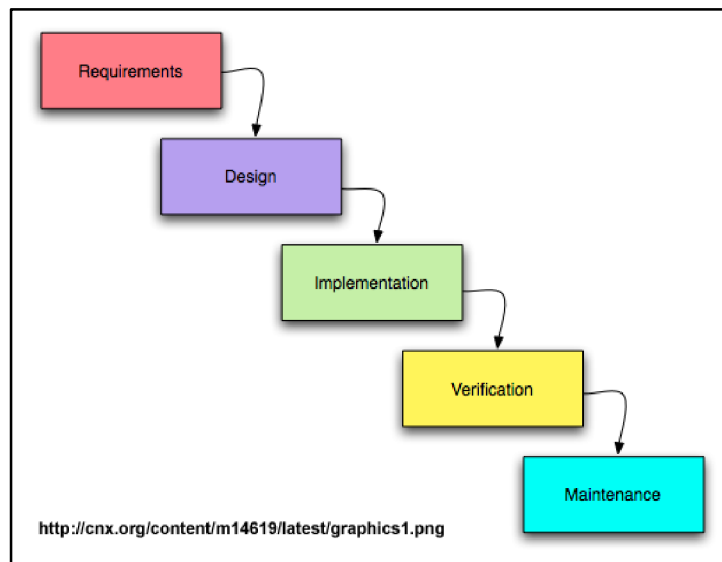 Requirements
Design
Implementation
Verification
Maintenance
http://cnx.org/content/m14619/latest/graphics1.png